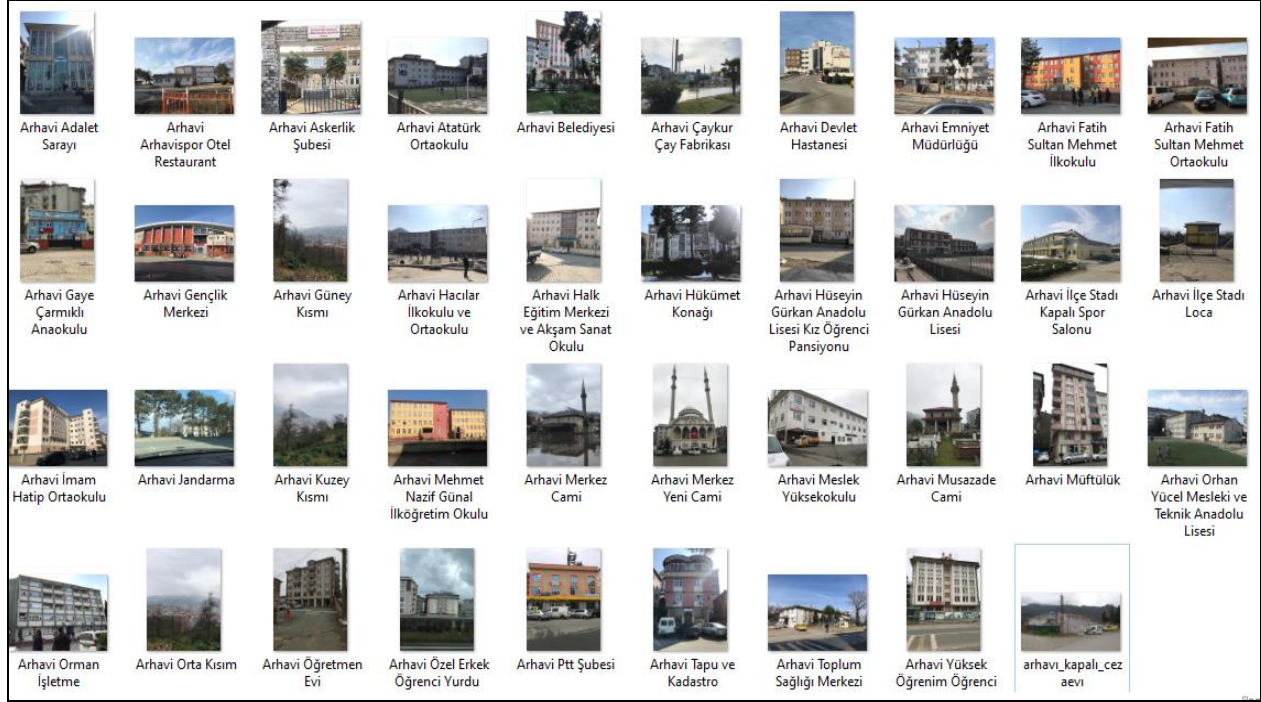 Arhavi Adalet
Sarayı
Arhavi
Arhavispor Otel
Restaurant
Arhavi Askerlik
Şubesi
Arhavi Atatürk
Ortaokulu
Arhavi Belediyesi
Arhavi Çaykur
Çay Fabrikası
Arhavi Devlet
Hastanesi
Arhavi Emniyet
Müdürlüğü
Arhavi Fatih
Sultan Mehmet
İlkokulu
Arhavi Fatih
Sultan Mehmet
Ortaokulu
Arhavi Gaye
Çarmıklı
Anaokulu
Arhavi Gençlik
Merkezi
Arhavi Güney
Kısmı
Arhavi Hacılar
İlkokulu ve
Ortaokulu
Arhavi Halk
Eğitim Merkezi
ve Akşam Sanat
Okulu
Arhavi Hükümet
Konağı
Arhavi Hüseyin
Gürkan Anadolu
Lisesi Kız Öğrenci
Pansiyonu
Arhavi Hüseyin
Gürkan Anadolu
Lisesi
Arhavi İlçe Stadı
Kapalı Spor
Salonu
Arhavi İlçe Stadı
Loca
Arhavi İmam
Hatip Ortaokulu
Arhavi Jandarma
Arhavi Kuzey
Kısmı
Arhavi Mehmet
Nazif Günal
İlköğretim Okulu
Arhavi Merkez
Cami
Arhavi Merkez
Yeni Cami
Arhavi Meslek
Yüksekokulu
Arhavi Musazade
Cami
Arhavi Müftülük
Arhavi Orhan
Yücel Mesleki ve
Teknik Anadolu
Lisesi
Arhavi Orman
İşletme
Arhavi Orta Kısım
Arhavi Öğretmen
Evi
Arhavi Özel Erkek
Öğrenci Yurdu
Arhavi Ptt Şubesi
Arhavi Tapu ve
Kadastro
Arhavi Toplum
Sağlığı Merkezi
Arhavi Yüksek
Öğrenim Öğrenci
arhavı_kapalı_cez
aevı